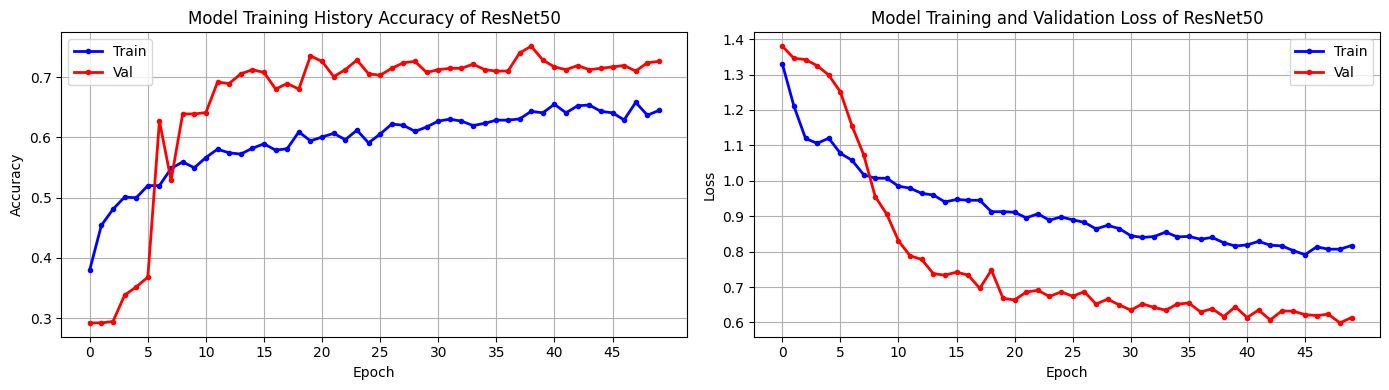 Model Training History Accuracy of ResNet50
Train
Val
0.7
0.6
0.5
0.4
0.3
Accuracy
0 5 10 15 20 25 30 35 40 45
Epoch
Model Training and Validation Loss of ResNet50
Train
Val
1.4
1.3
1.2
1.1
1.0
0.9
0.8
0.7
0.6
Loss
0 5 10 15 20 25 30 35 40 45
Epoch